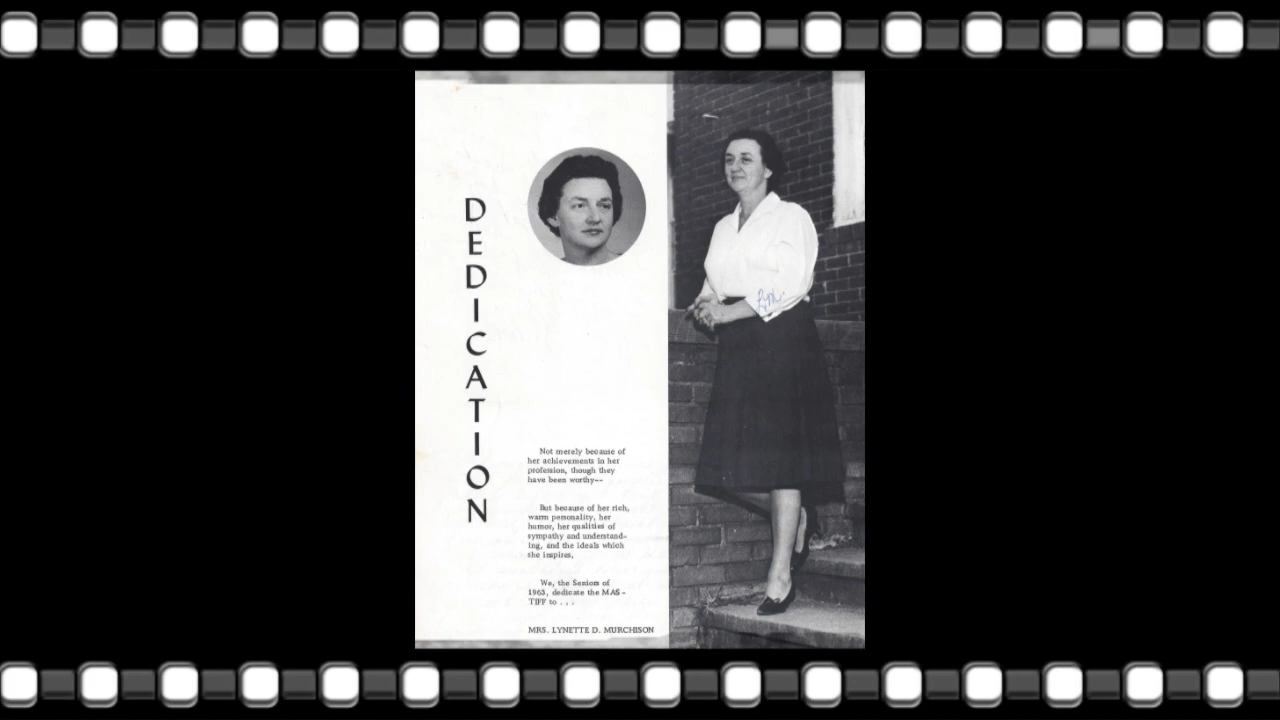 DEDICATION
Not merely because of
her achievements in her
profession, though they
have been worthy--
But because of her rich,
warm personality, her
humor, her qualities of
sympathy and understand-
ing, and the ideals which
she inspires,
We, the Seniors of
1963, dedicate the MAS-
TIFF to . . .
MRS. LYNETTE D. MURCHISON